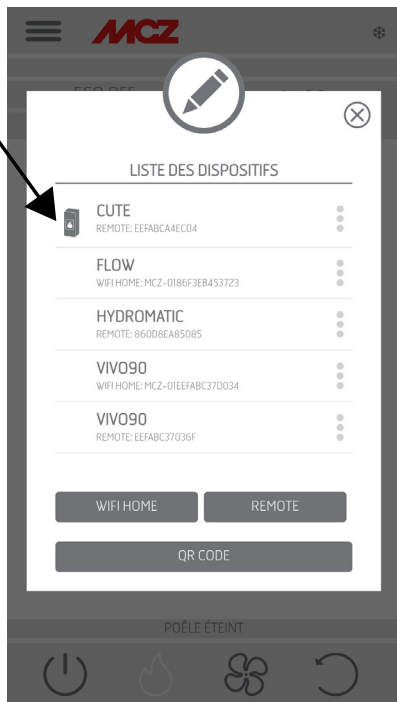 MCZ
LISTE DES DISPOSITIFS
CUTE
REMOTE: EEFABCA4EC04
FLOW
WIFI HOME: MCZ-0186F3EB453723
HYDROMATIC
REMOTE: 860D8EA85085
VIVO90
WIFI HOME: MCZ-01EEFABC37D034
VIVO90
REMOTE: EEFABC37036F
WIFI HOME
REMOTE
QR CODE
POÊLE ÉTEINT